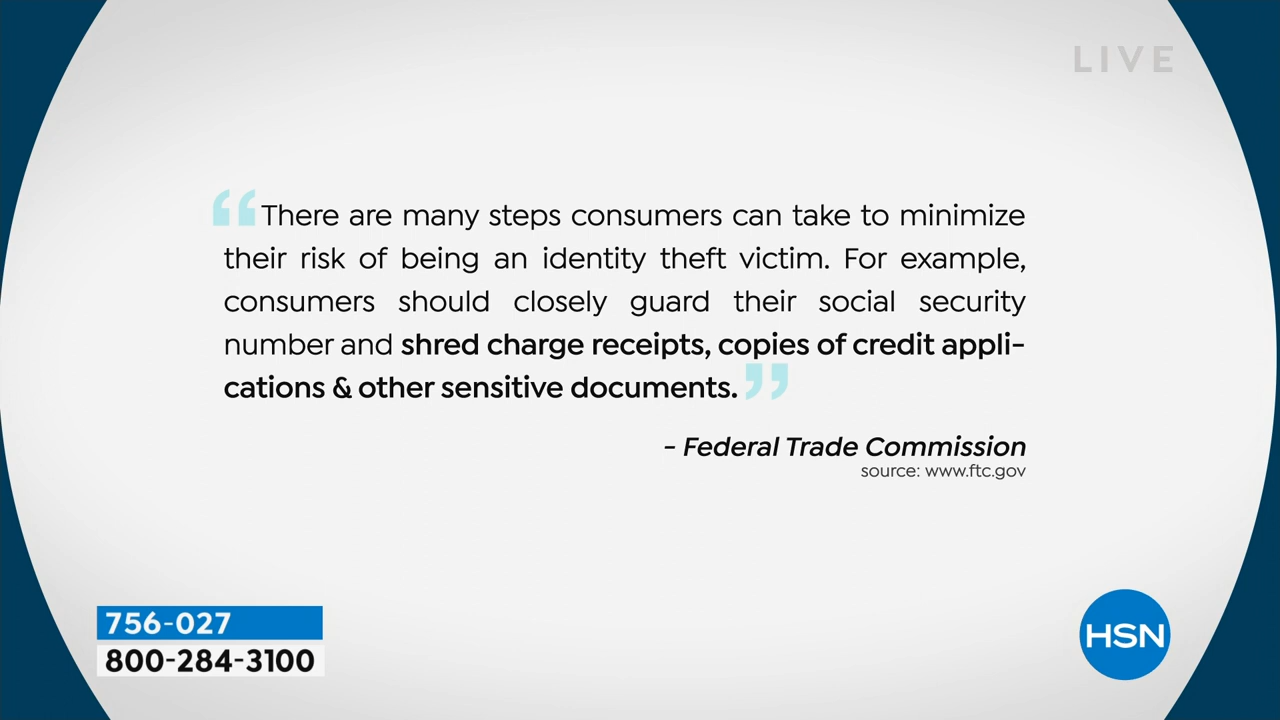 LIVE
“There are many steps consumers can take to minimize
their risk of being an identity theft victim. For example,
consumers should closely guard their social security
number and shred charge receipts, copies of credit appli-
cations & other sensitive documents.”
- Federal Trade Commission
source: www.ftc.gov
756-027
800-284-3100
HSN